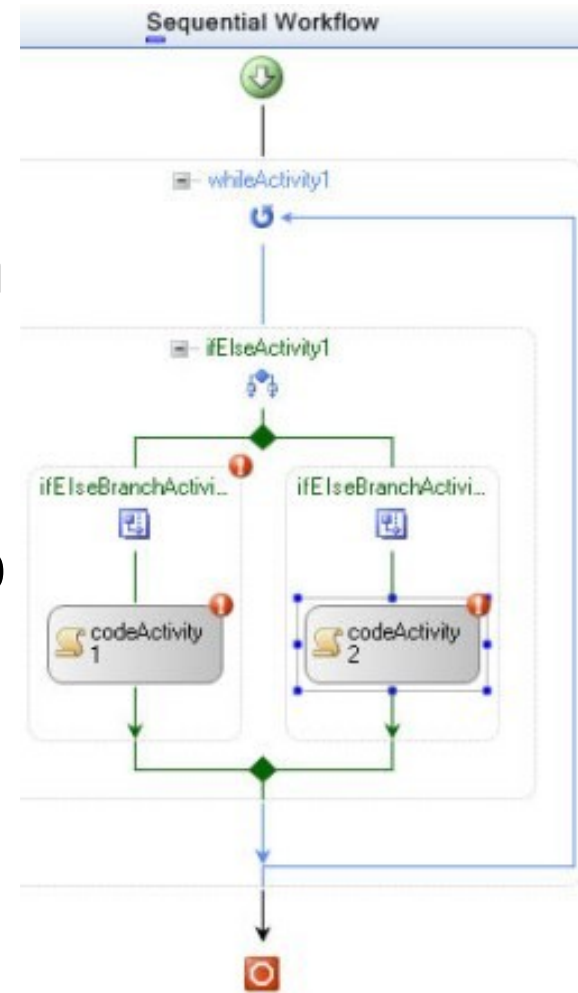 Sequential Workflow
whileActivity1
ifElseActivity1
ifElseBranchActivi...
ifElseBranchActivi...
codeActivity
1
codeActivity
2